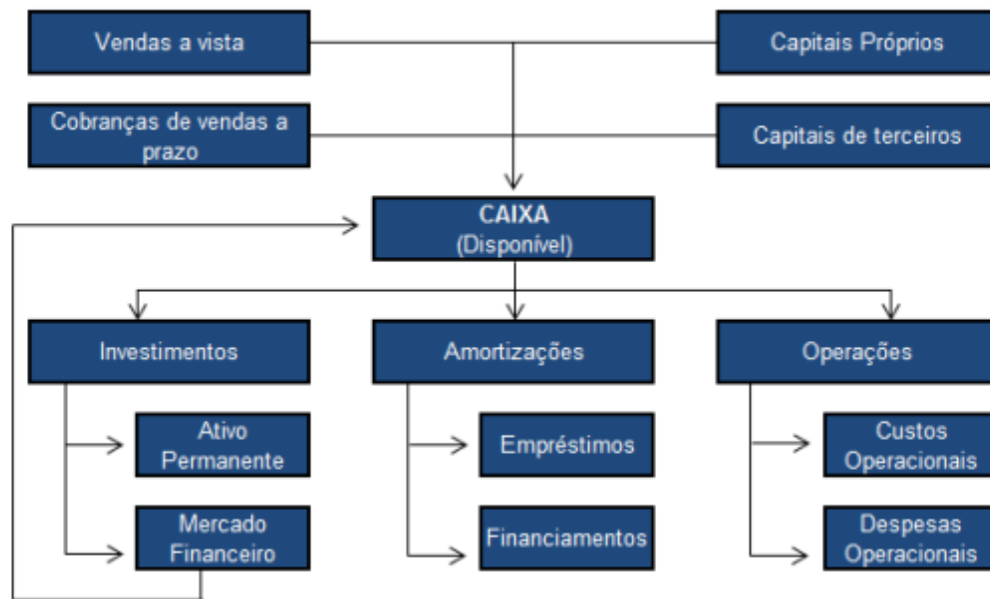 Vendas a vista
Capitais Próprios
Cobranças de vendas a
prazo
Capitais de terceiros
CAIXA
(Disponível)
Investimentos
Amortizações
Operações
Ativo
Permanente
Empréstimos
Custos
Operacionais
Mercado
Financeiro
Financiamentos
Despesas
Operacionais